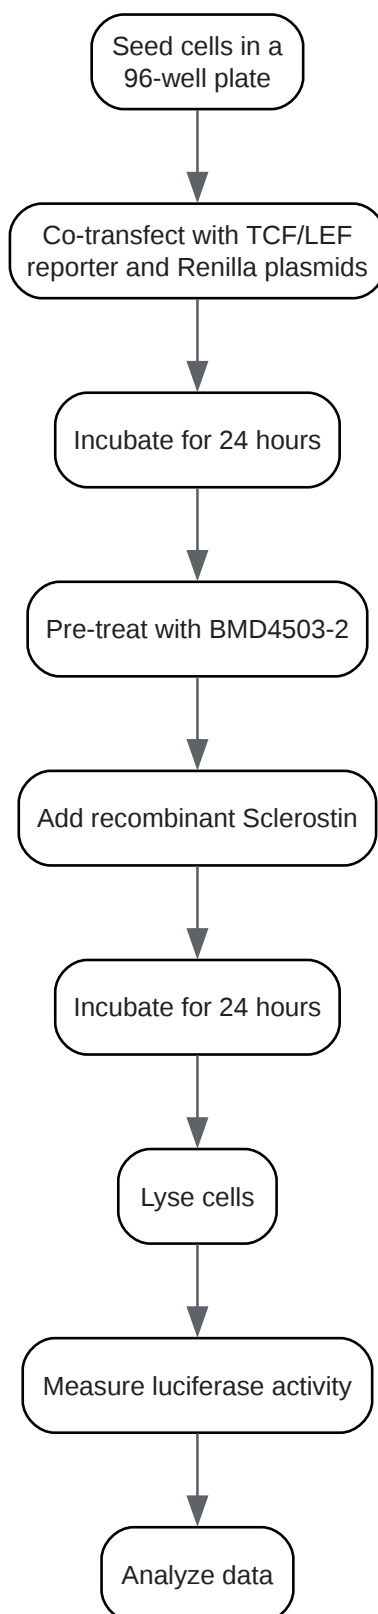 Seed cells in a
96-well plate
Co-transfect with TCF/LEF
reporter and Renilla plasmids
Incubate for 24 hours
Pre-treat with BMD4503-2
Add recombinant Sclerostin
Incubate for 24 hours
Lyse cells
Measure luciferase activity
Analyze data